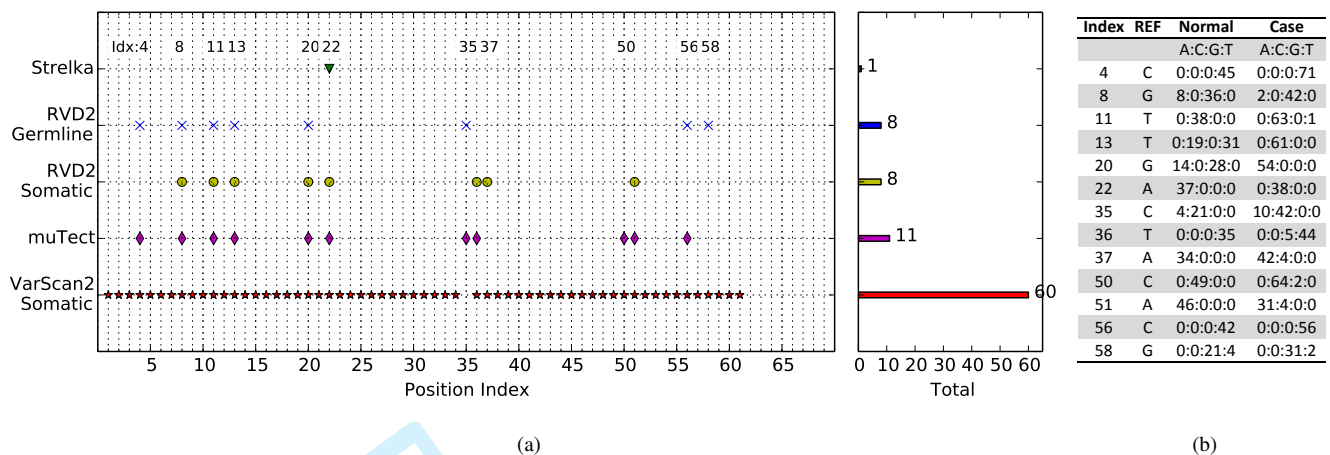 Idx:4 8 11 13 20 22 35 37 50 56 58
Strelka
RVD2
Germline
RVD2
Somatic
muTect
VarScan2
Somatic
5 10 15 20 25 30 35 40 45 50 55 60 65
Position Index
1
8
8
11
60
0 10 20 30 40 50 60
Total
(a)
Index REF Normal Case
A:C:G:T A:C:G:T
4 C 0:0:0:45 0:0:0:71
8 G 8:0:36:0 2:0:42:0
11 T 0:38:0:0 0:63:0:1
13 T 0:19:0:31 0:61:0:0
20 G 14:0:28:0 54:0:0:0
22 A 37:0:0:0 0:38:0:0
35 C 4:21:0:0 10:42:0:0
36 T 0:0:0:35 0:0:5:44
37 A 34:0:0:0 42:4:0:0
50 C 0:49:0:0 0:64:2:0
51 A 46:0:0:0 31:4:0:0
56 C 0:0:0:42 0:0:0:56
58 G 0:0:21:4 0:0:31:2
(b)